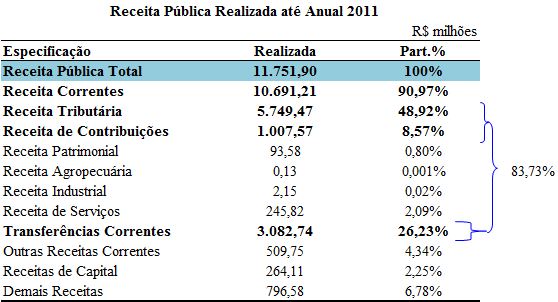 Receita Pública Realizada até Anual 2011
R$ milhões
Especificação Realizada Part.%
Receita Pública Total 11.751,90 100%
Receita Correntes 10.691,21 90,97%
Receita Tributária 5.749,47 48,92%
Receita de Contribuições 1.007,57 8,57%
Receita Patrimonial 93,58 0,80%
Receita Agropecuária 0,13 0,001%
83,73%
Receita Industrial 2,15 0,02%
Receita de Serviços 245,82 2,09%
Transferências Correntes 3.082,74 26,23%
Outras Receitas Correntes 509,75 4,34%
Receitas de Capital 264,11 2,25%
Demais Receitas 796,58 6,78%